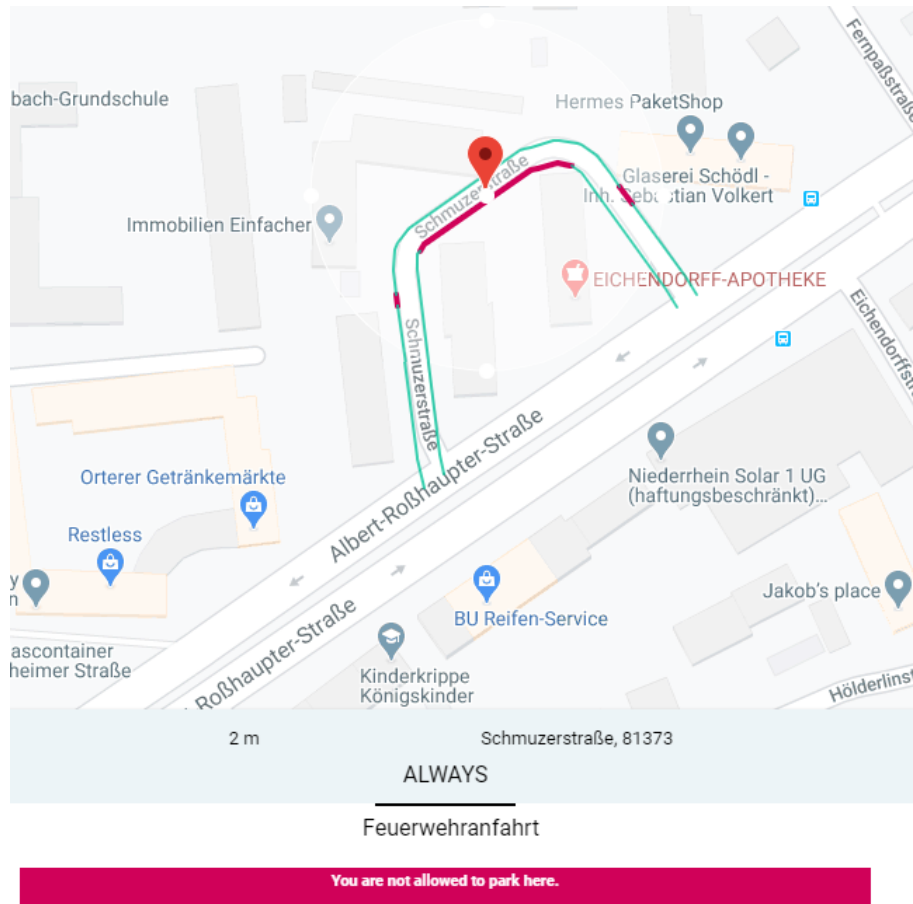 Fernpaßstraße
bach-Grundschule
Hermes PaketShop
Glaserei Schödl -
Inh. Sebastian Volkert
Schmuzerstraße
Immobilien Einfacher
EICHENDORFF-APOTHEKE
Schmuzerstraße
Albert-Roßhaupter-Straße
Niederrhein Solar 1 UG
(haftungsbeschränkt)...
Orterer Getränkemärkte
Restless
Jakob's place
BU Reifen-Service
ascontainer
heimer Straße
Roßhaupter-Straße
Kinderkrippe
Königskinder
2 m Schmuzerstraße, 81373
ALWAYS
Feuerwehranfahrt
You are not allowed to park here.